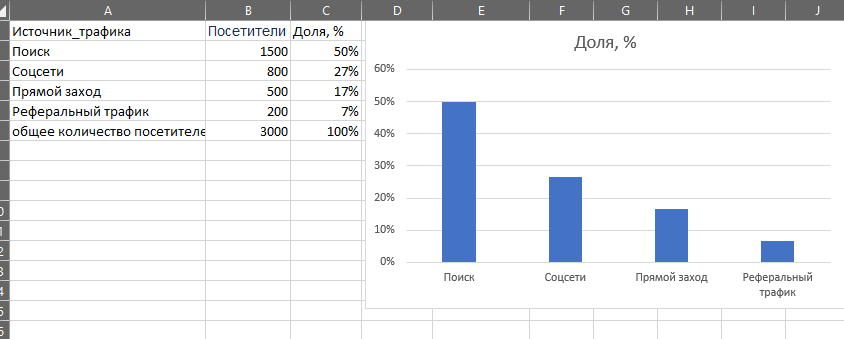 A B C D E F G H I J
Источник_трафика Посетители Доля, %
Поиск 1500 50%
Соцсети 800 27%
Прямой заход 500 17%
Реферальный трафик 200 7%
общее количество посетителе 3000 100%
Доля, %
60%
50%
40%
30%
20%
10%
0%
Поиск Соцсети Прямой заход Реферальный
трафик